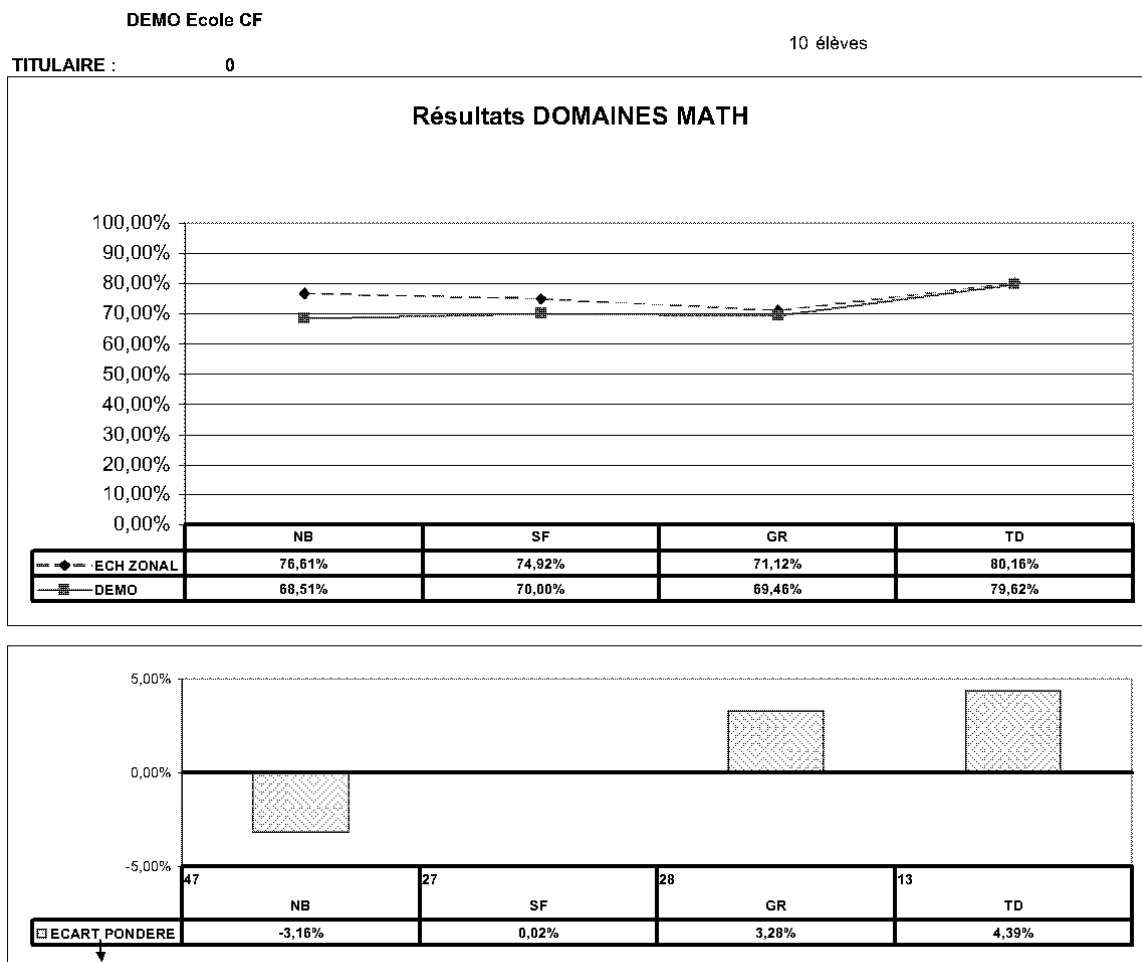 DEMO Ecole CF
10 élèves
TITULAIRE : 0
Résultats DOMAINES MATH
100,00%
90,00%
80,00%
70,00%
60,00%
50,00%
40,00%
30,00%
20,00%
10,00%
0,00%
NB SF GR TD
ECH ZONAL 76,61% 74,92% 71,12% 80,16%
DEMO 68,51% 70,00% 69,46% 79,62%
5,00%
0,00%
-5,00%
47 27 28 13
NB SF GR TD
ECART PONDERE -3,16% 0,02% 3,28% 4,39%